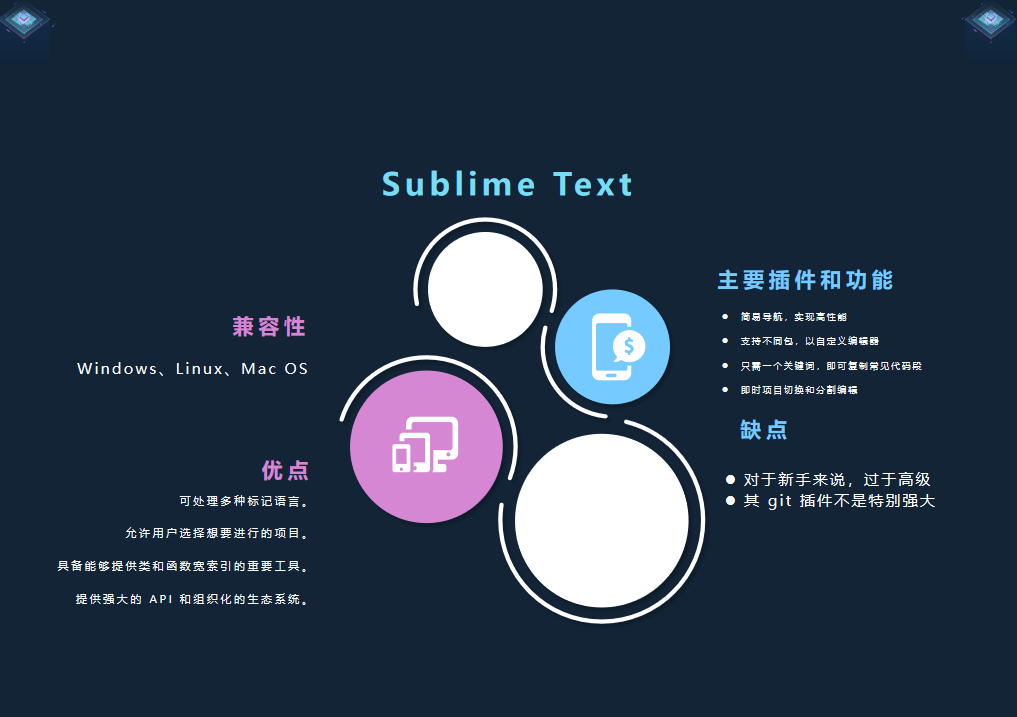 Sublime Text
兼容性
Windows、Linux、Mac OS
优点
可处理多种标记语言。
允许用户选择想要进行的项目。
具备能够提供类和函数宽索引的重要工具。
提供强大的 API 和组织化的生态系统。
主要插件和功能
● 简易导航，实现高性能
● 支持不同包，以自定义编辑器
● 只需一个关键词，即可复制常见代码段
● 即时项目切换和分割编辑
缺点
● 对于新手来说，过于高级
● 其 git 插件不是特别强大
$